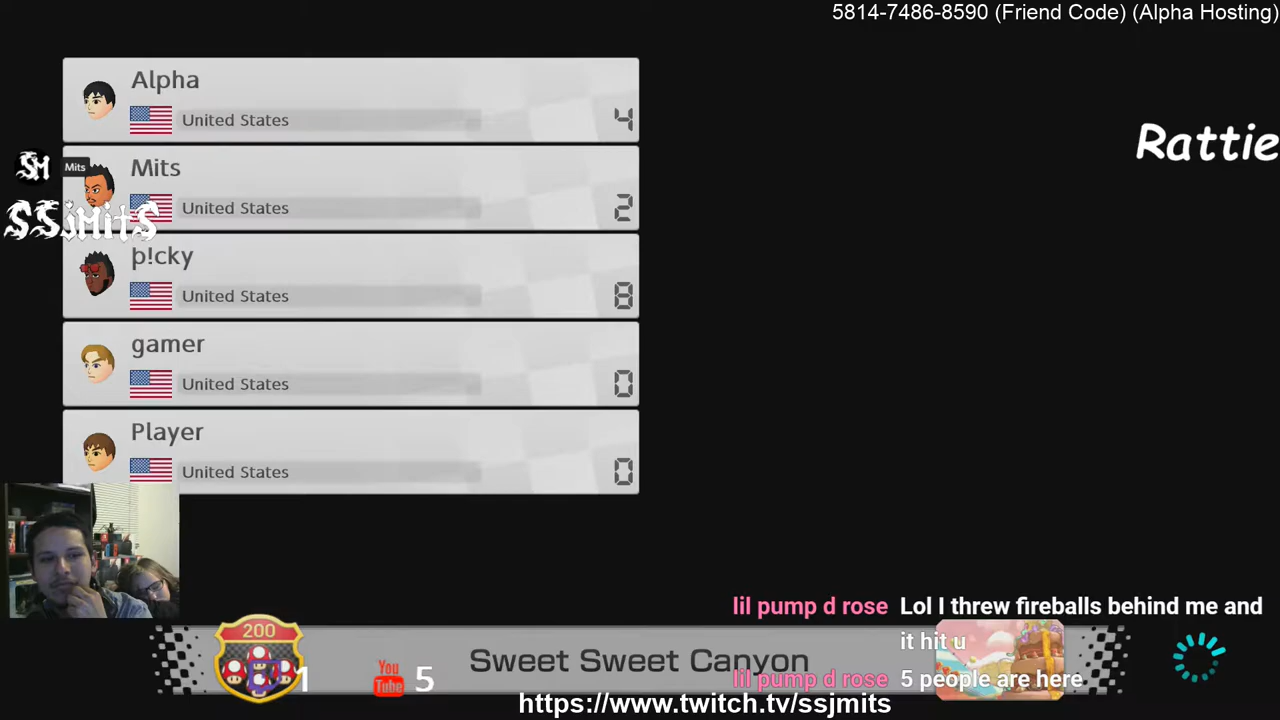 5814-7486-8590 (Friend Code) (Alpha Hosting)
Alpha
United States
4
Rattie
SM
Mits
Mits
United States
2
SSjMitS
þ!cky
United States
8
gamer
United States
0
Player
United States
0
lil pump d rose Lol I threw fireballs behind me and
it hit u
200
1
You
Tube
5
Sweet Sweet Canyon
lil pump d rose 5 people are here
https://www.twitch.tv/ssjmits